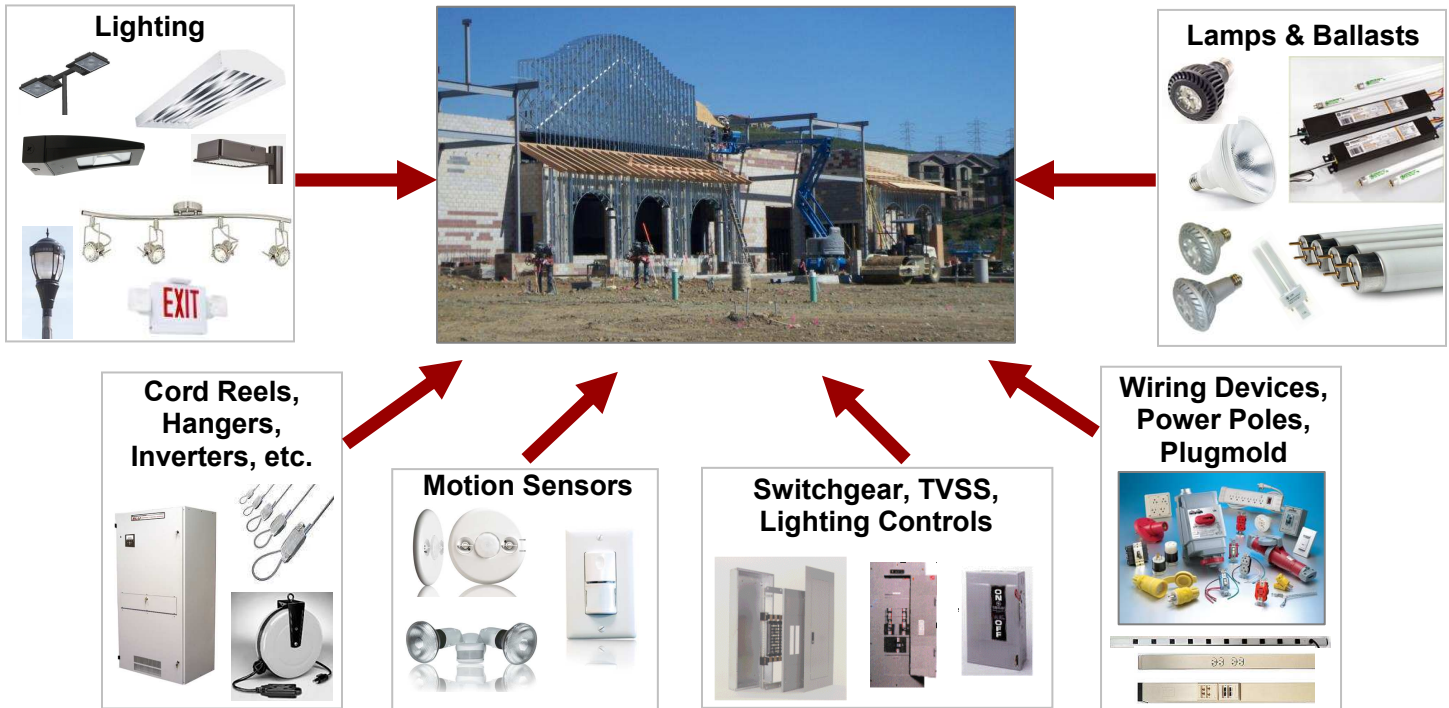 Lighting
EXIT
Lamps & Ballasts
Cord Reels,
Hangers,
Inverters, etc.
Motion Sensors
Switchgear, TVSS,
Lighting Controls
ON
OFF
Wiring Devices,
Power Poles,
Plugmold